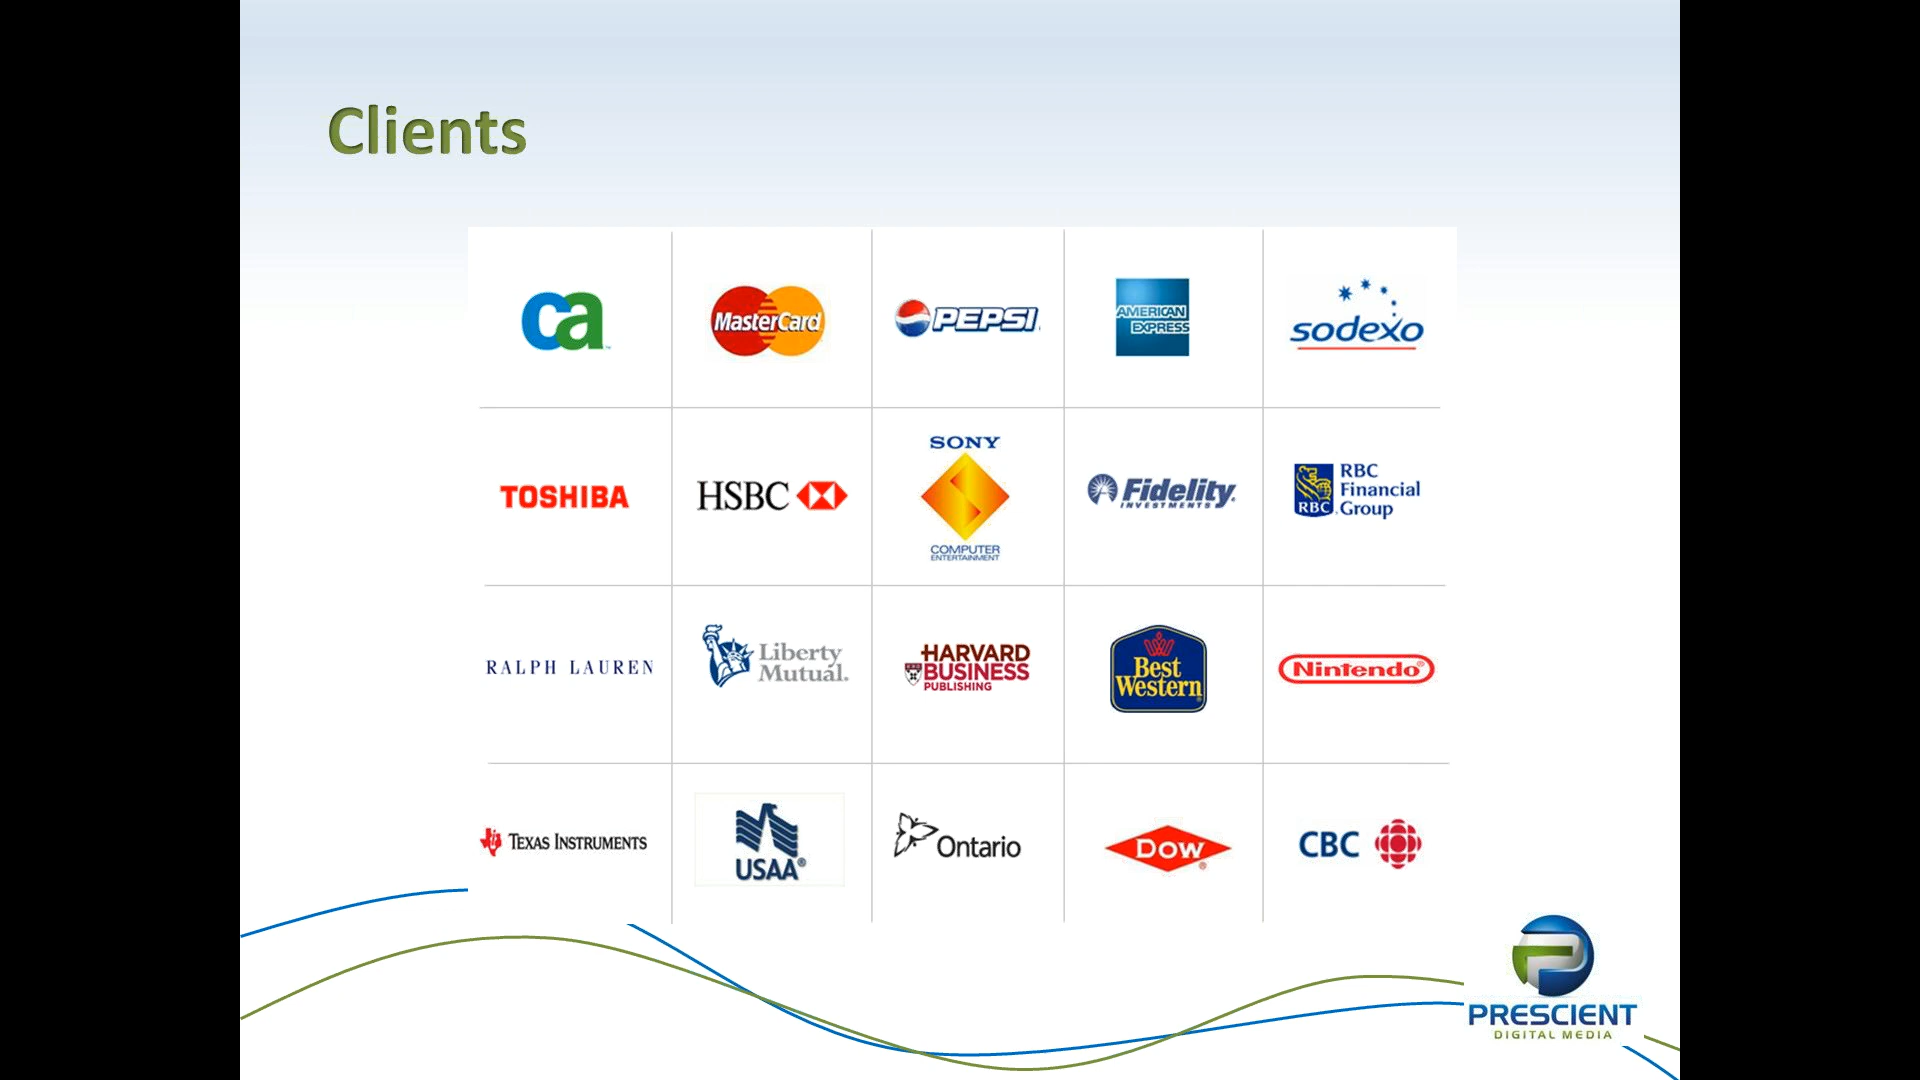 Clients
ca
MasterCard
PEPSI
AMERICAN
EXPRESS
sodexo
TOSHIBA
HSBC
SONY
COMPUTER
ENTERTAINMENT
Fidelity
INVESTMENTS
RBC
RBC
Financial
Group
RALPH LAUREN
Liberty
Mutual.
HARVARD
BUSINESS
PUBLISHING
Best
Western
Nintendo®
TEXAS INSTRUMENTS
USAA®
Ontario
DOW®
CBC
PRESCIENT
DIGITAL MEDIA